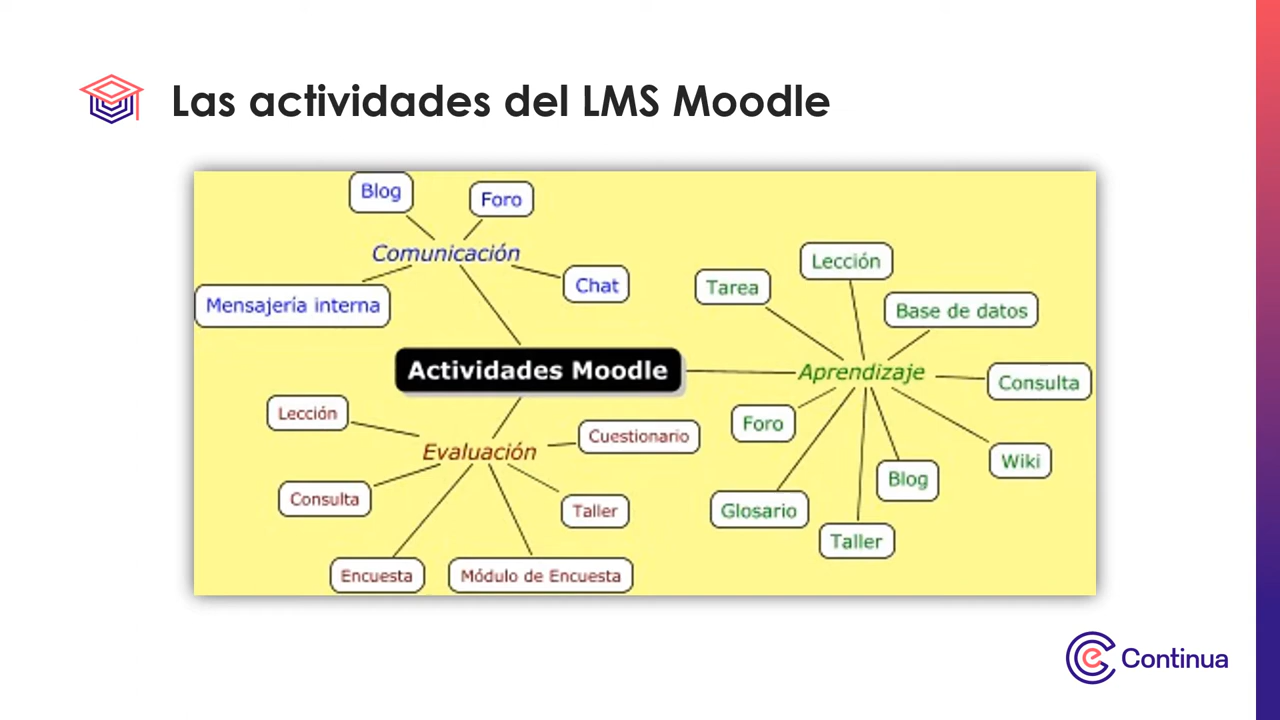 Las actividades del LMS Moodle
Blog
Foro
Comunicación
Mensajería interna
Chat
Actividades Moodle
Lección
Tarea
Base de datos
Aprendizaje
Consulta
Foro
Wiki
Blog
Glosario
Taller
Lección
Evaluación
Cuestionario
Consulta
Taller
Encuesta
Módulo de Encuesta
e Continua